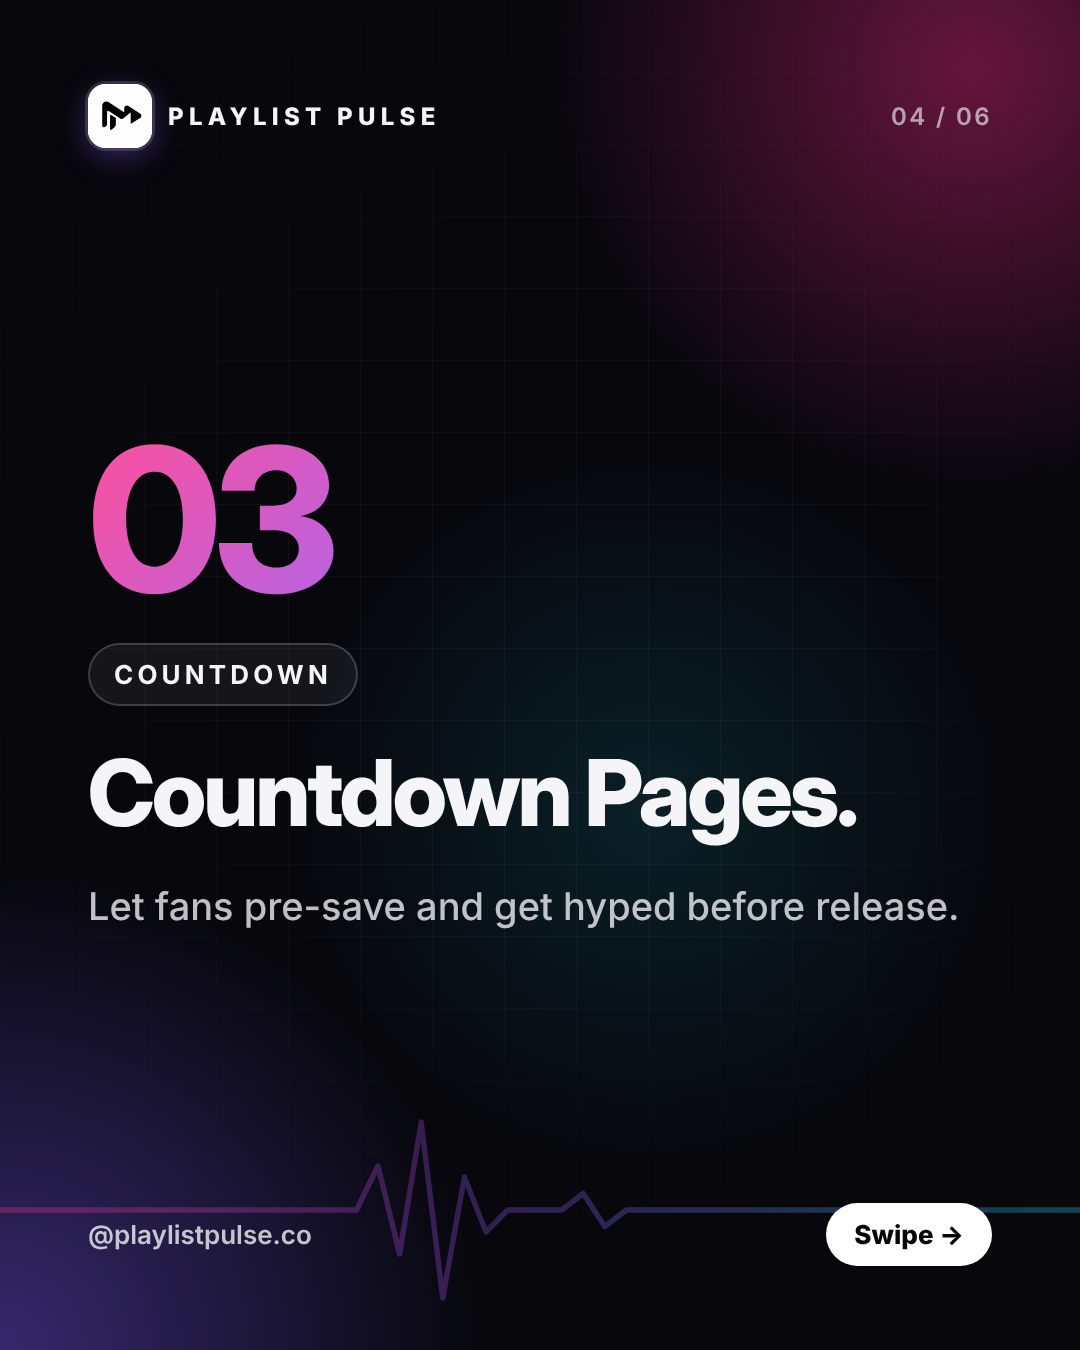 PLAYLIST PULSE
04 / 06
03
COUNTDOWN
Countdown Pages.
Let fans pre-save and get hyped before release.
@playlistpulse.co
Swipe →